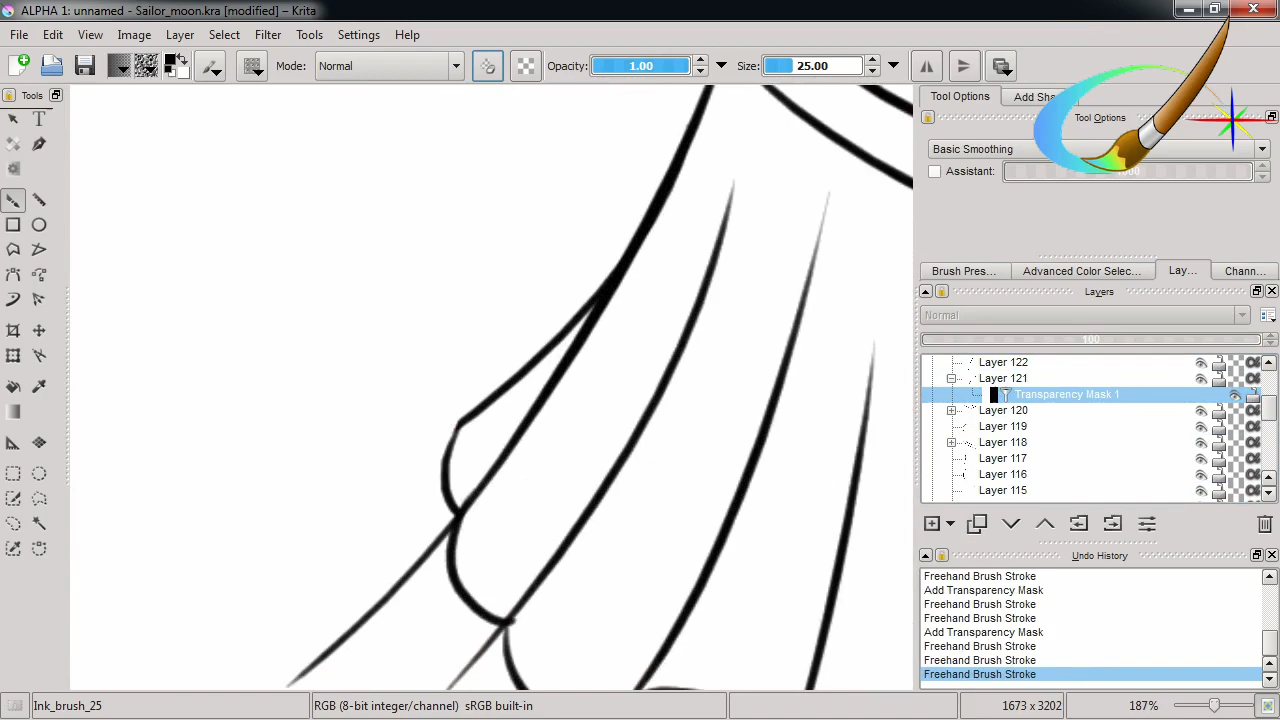 ALPHA 1: unnamed - Sailor_moon.kra [modified] – Krita
File Edit View Image Layer Select Filter Tools Settings Help
Mode: Normal Opacity: 1.00 Size: 25.00
Tools
Tool Options Add Sha
Tool Options
Basic Smoothing
Assistant:
Brush Pres... Advanced Color Selec... Lay... Chann...
Layers
Normal
100
Layer 122
Layer 121
Transparency Mask 1
Layer 120
Layer 119
Layer 118
Layer 117
Layer 116
Layer 115
Undo History
Freehand Brush Stroke
Add Transparency Mask
Freehand Brush Stroke
Freehand Brush Stroke
Add Transparency Mask
Freehand Brush Stroke
Freehand Brush Stroke
Freehand Brush Stroke
Ink_brush_25 RGB (8-bit integer/channel) sRGB built-in 1673 x 3202 187%